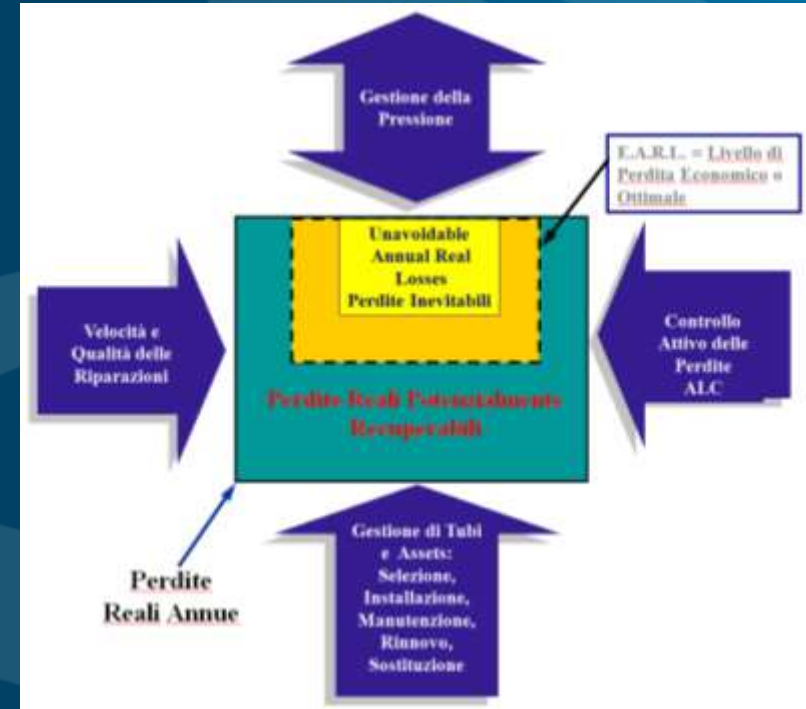 Gestione della
Pressione
E.A.R.L. = Livello di
Perdita Economico o
Ottimale
Unavoidable
Annual Real
Losses
Perdite Inevitabili
Velocità e
Qualità delle
Riparazioni
Controllo
Attivo delle
Perdite
ALC
Perdite Reali Potenzialmente
Recuperabili
Perdite
Reali Annue
Gestione di Tubi
e Assets:
Selezione,
Installazione,
Manutenzione,
Rinnovo,
Sostituzione